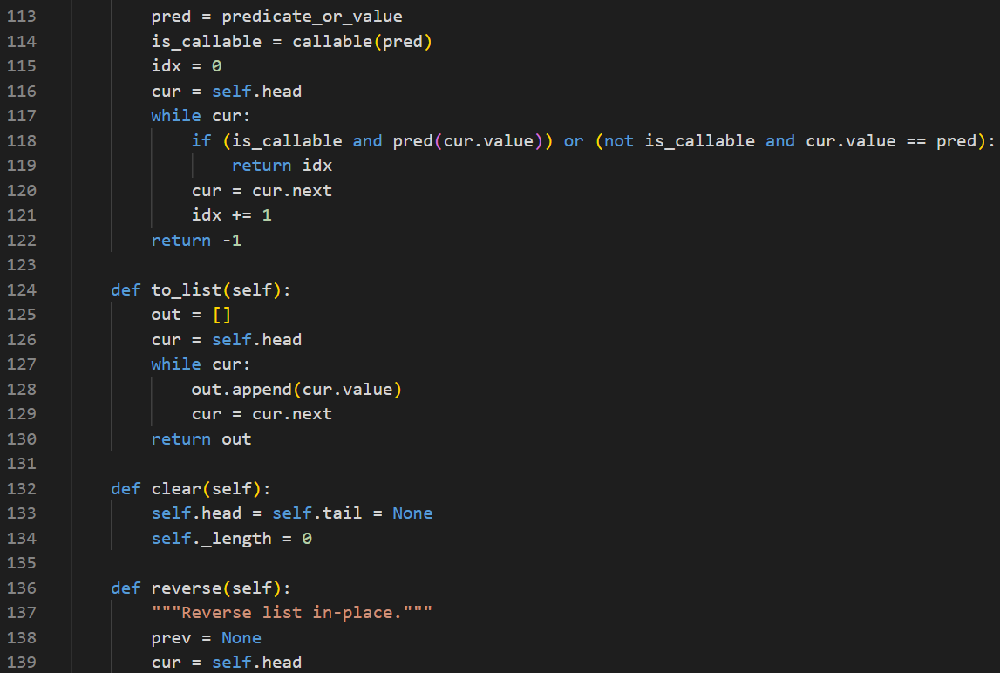 113 pred = predicate_or_value
114 is_callable = callable(pred)
115 idx = 0
116 cur = self.head
117 while cur:
118 if (is_callable and pred(cur.value)) or (not is_callable and cur.value == pred):
119 return idx
120 cur = cur.next
121 idx += 1
122 return -1
123
124 def to_list(self):
125 out = []
126 cur = self.head
127 while cur:
128 out.append(cur.value)
129 cur = cur.next
130 return out
131
132 def clear(self):
133 self.head = self.tail = None
134 self._length = 0
135
136 def reverse(self):
137 """Reverse list in-place."""
138 prev = None
139 cur = self.head